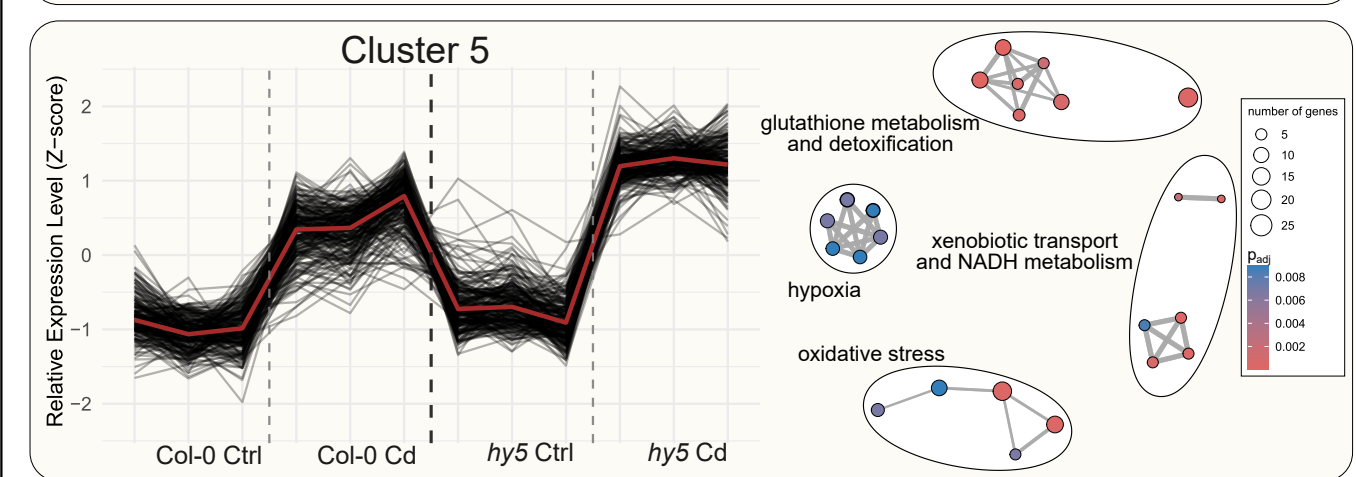 Cluster 5
Relative Expression Level (Z−score)
2
1
0
−1
−2
Col-0 Ctrl
Col-0 Cd
hy5 Ctrl
hy5 Cd
glutathione metabolism
and detoxification
hypoxia
xenobiotic transport
and NADH metabolism
oxidative stress
number of genes
5
10
15
20
25
padj
0.008
0.006
0.004
0.002